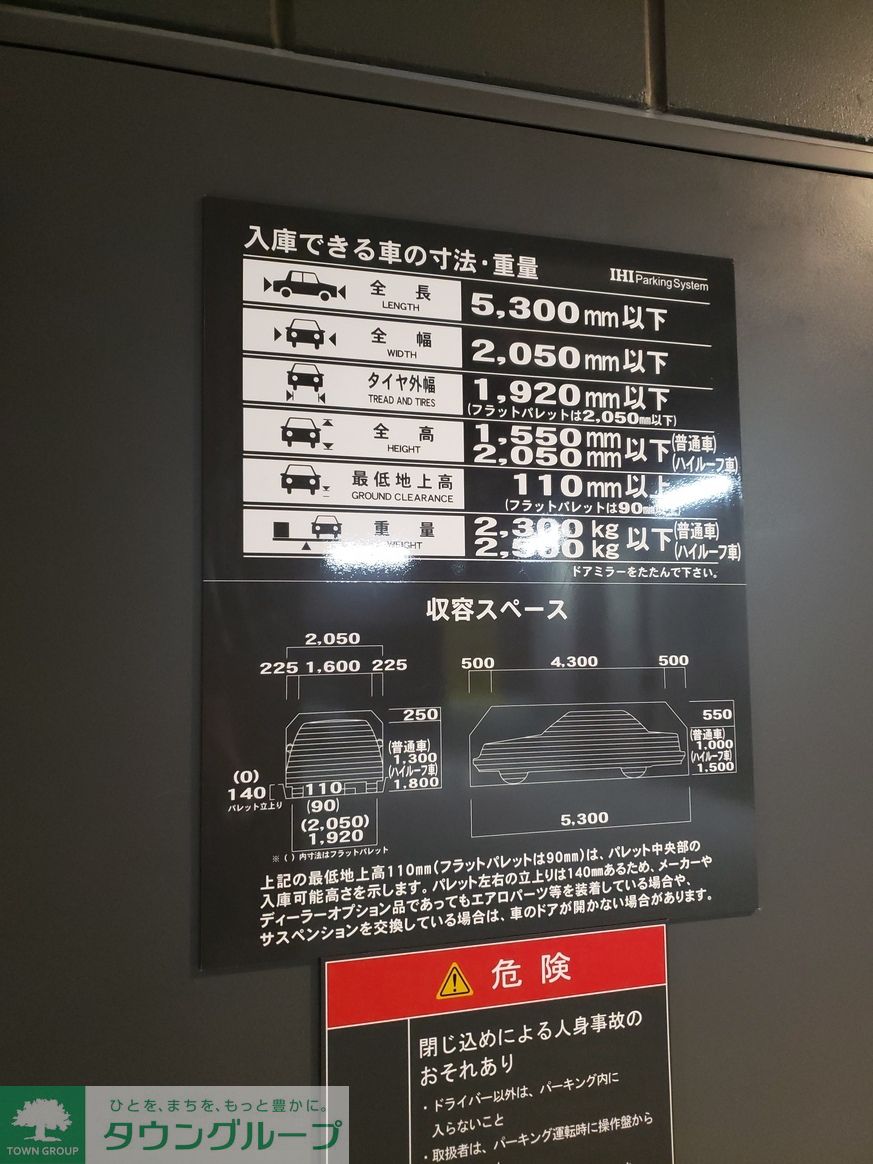 入庫できる車の寸法・重量
IHI Parking System
全長 LENGTH 5,300mm以下
全幅 WIDTH 2,050mm以下
タイヤ外幅 TREAD AND TIRES 1,920mm以下
(フラットパレットは2,050mm以下)
全高 HEIGHT 1,550mm 2,050mm 以下 (普通車) (ハイルーフ車)
最低地上高 GROUND CLEARANCE 110mm以上
(フラットパレットは90mm
重量 WEIGHT 2,300kg kg 以下 (普通車) (ハイルーフ車)
ドアミラーをたたんで下さい。
収容スペース
2,050
225 1,600 225
500 4,300 500
250
(普通車)
1,300
(ハイルーフ車)
1,800
(0)
140
パレット立上り
110
(90)
(2,050)
1,920
※( )内寸法はフラットパレット
550
(普通車)
1,000
(ハイルーフ車)
1,500
5,300
上記の最低地上高110mm(フラットパレットは90mm)は、パレット中央部の
入庫可能高さを示します。パレット左右の立上りは140mmあるため、メーカーや
ディーラーオプション品であってもエアロパーツ等を装着している場合や、
サスペンションを交換している場合は、車のドアが開かない場合があります。
危険
閉じ込めによる人身事故の
おそれあり
・ドライバー以外は、パーキング内に
入らないこと
・取扱者は、パーキング運転時に操作盤から
ひとを、まちを、もっと豊かに。
タウングループ
TOWN GROUP